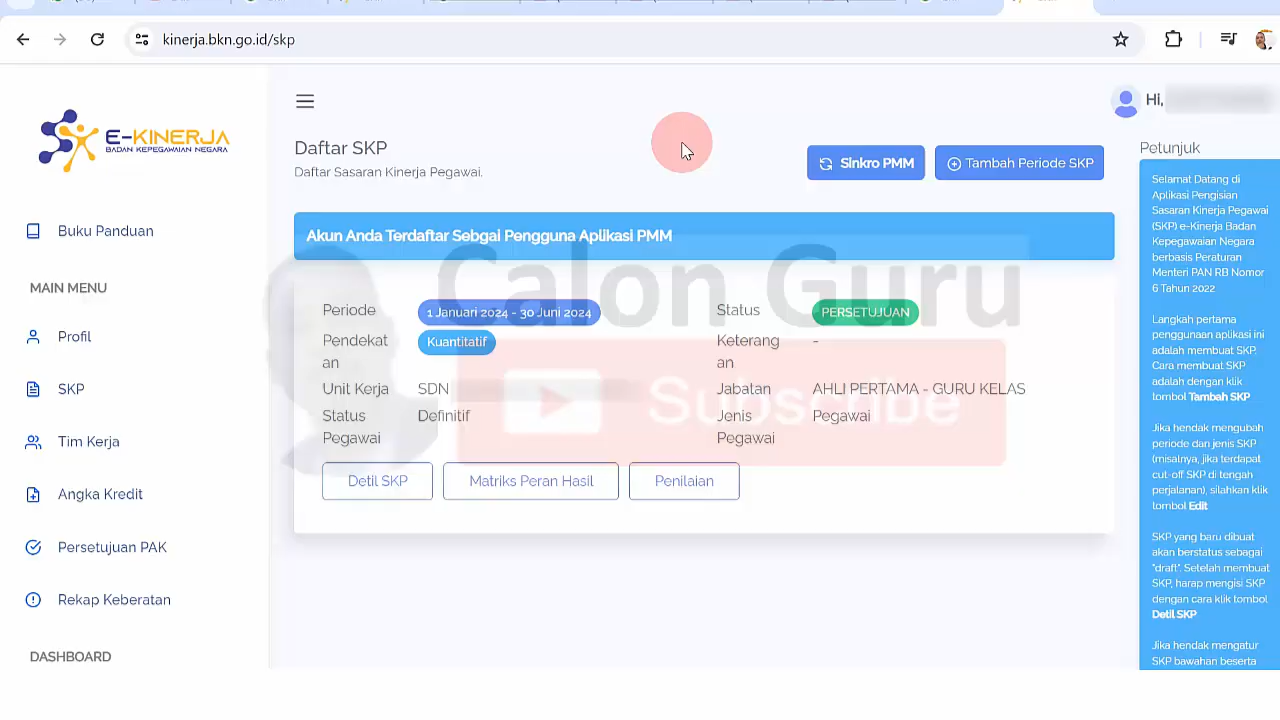 kinerja.bkn.go.id/skp
E-KINERJA
BADAN KEPEGAWAIAN NEGARA
Buku Panduan
MAIN MENU
Profil
SKP
Tim Kerja
Angka Kredit
Persetujuan PAK
Rekap Keberatan
DASHBOARD
Hi,
Daftar SKP
Daftar Sasaran Kinerja Pegawai.
Sinkro PMM
Tambah Periode SKP
Akun Anda Terdaftar Sebgai Pengguna Aplikasi PMM
Calon Guru
Subscribe
Periode 1 Januari 2024 - 30 Juni 2024
Status PERSETUJUAN
Pendekat
an
Kuantitatif
Keterang
an
-
Unit Kerja SDN
Jabatan AHLI PERTAMA - GURU KELAS
Status
Pegawai
Definitif
Jenis
Pegawai
Pegawai
Detil SKP
Matriks Peran Hasil
Penilaian
Petunjuk
Selamat Datang di
Aplikasi Pengisian
Sasaran Kinerja Pegawai
(SKP) e-Kinerja Badan
Kepegawaian Negara
berbasis Peraturan
Menteri PAN RB Nomor
6 Tahun 2022
Langkah pertama
penggunaan aplikasi ini
adalah membuat SKP.
Cara membuat SKP
adalah dengan klik
tombol Tambah SKP
Jika hendak mengubah
periode dan jenis SKP
(misalnya, jika terdapat
cut-off SKP di tengah
perjalanan), silahkan klik
tombol Edit
SKP yang baru dibuat
akan berstatus sebagai
"draft". Setelah membuat
SKP, harap mengisi SKP
dengan cara klik tombol
Detil SKP
Jika hendak mengatur
SKP bawahan beserta